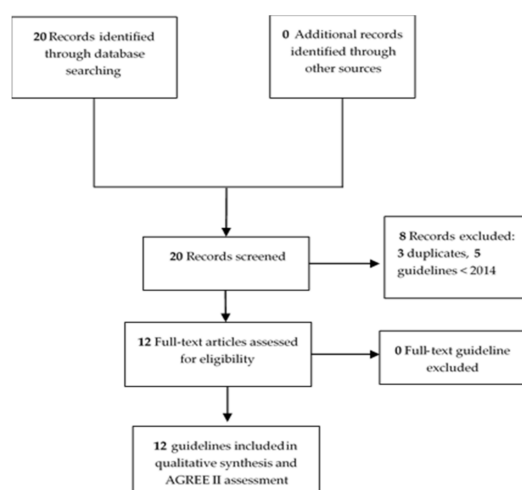 20 Records identified
through database
searching
0 Additional records
identified through
other sources
20 Records screened
8 Records excluded:
3 duplicates, 5
guidelines < 2014
12 Full-text articles assessed
for eligibility
0 Full-text guideline
excluded
12 guidelines included in
qualitative synthesis and
AGREE II assessment